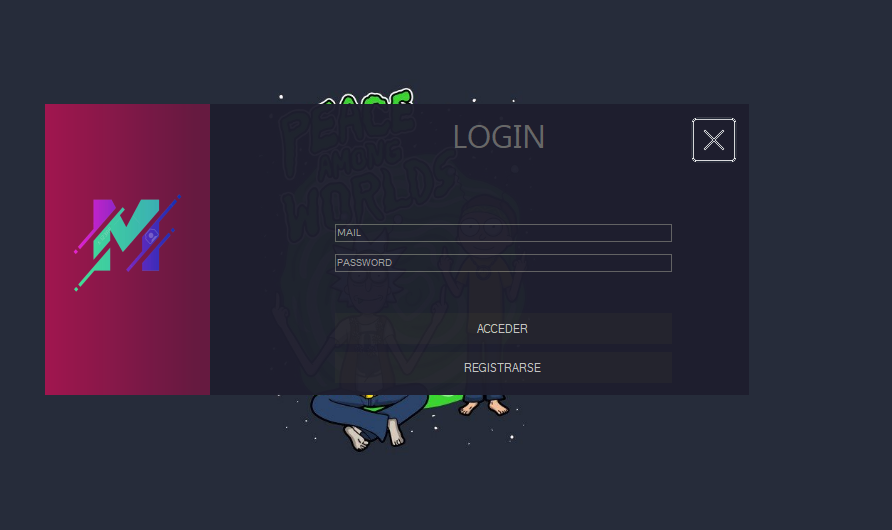 PEACE
AMONG
WORLDS
LOGIN
MAIL
PASSWORD
ACCEDER
REGISTRARSE